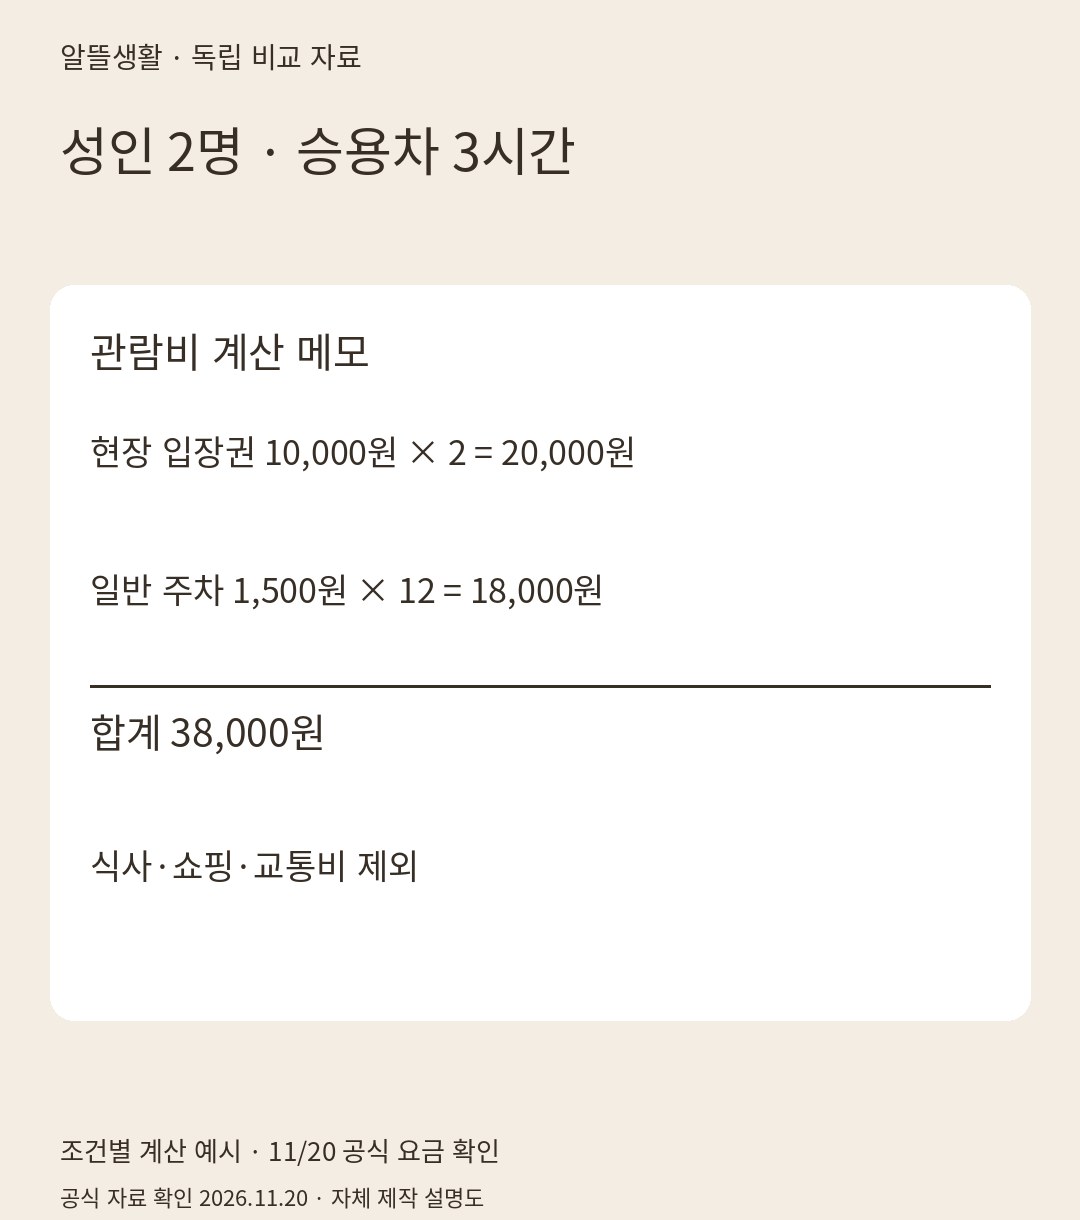 알뜰생활 · 독립 비교 자료
성인 2명 · 승용차 3시간
관람비 계산 메모
현장 입장권 10,000원 × 2 = 20,000원
일반 주차 1,500원 × 12 = 18,000원
합계 38,000원
식사·쇼핑·교통비 제외
조건별 계산 예시 · 11/20 공식 요금 확인
공식 자료 확인 2026.11.20 · 자체 제작 설명도